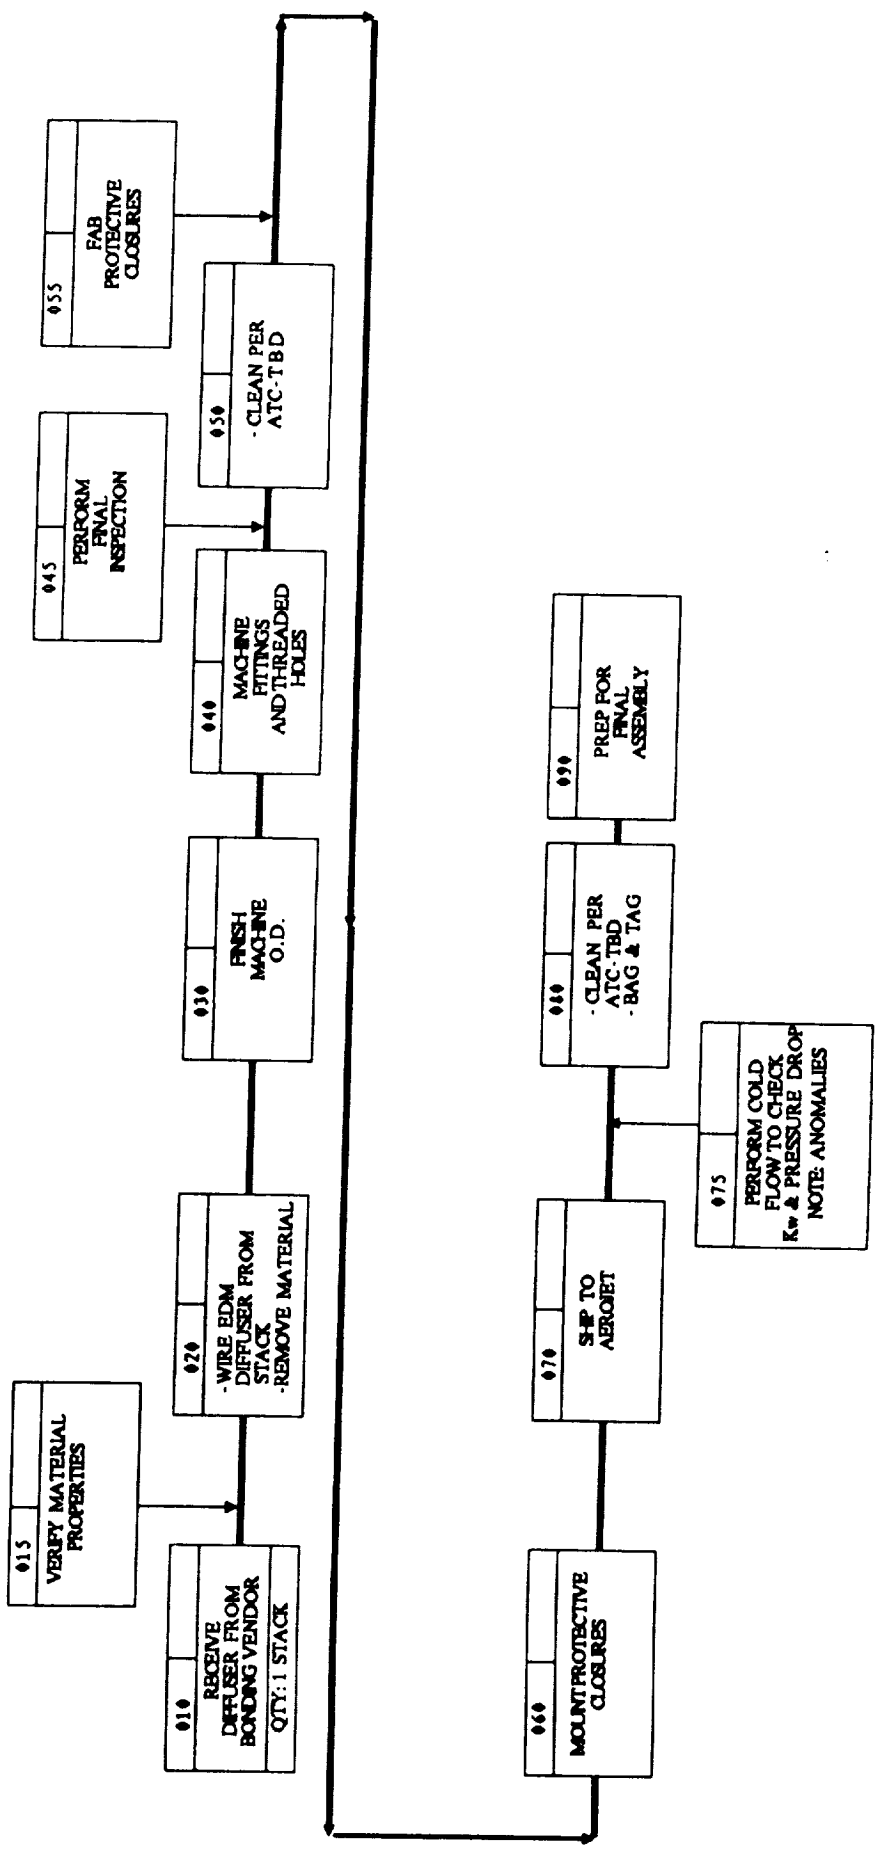 015
VERIFY MATERIAL
PROPERTIES
045
PERFORM
FINAL
INSPECTION
055
FAB
PROTECTIVE
CLOSURES
010
RECEIVE
DIFFUSER FROM
BONDING VENDOR
QTY: 1 STACK
020
- WIRE EDM
DIFFUSER FROM
STACK
-REMOVE MATERIAL
030
FINISH
MACHINE
O.D.
040
MACHINE
FITTINGS
AND THREADED
HOLES
050
- CLEAN PER
ATC-TBD
060
MOUNT PROTECTIVE
CLOSURES
070
SHIP TO
AEROJET
080
- CLEAN PER
ATC-TBD
- BAG & TAG
090
PREP FOR
FINAL
ASSEMBLY
075
PERFORM COLD
FLOW TO CHECK
Kw & PRESSURE DROP
NOTE: ANOMALIES